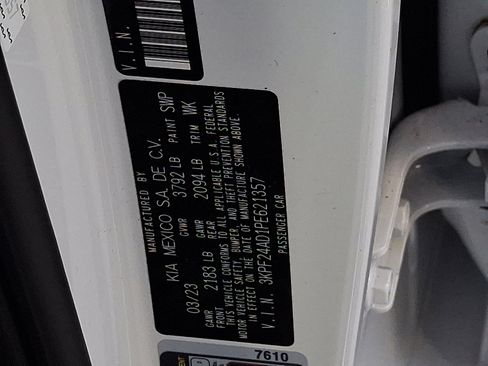 V.I.N.
MANUFACTURED BY
KIA MEXICO S.A. DE C.V.
03/23 GVWR 3792 LB PAINT SWP
GAWR FRONT 2183 LB GAWR REAR 2094 LB TRIM WK
THIS VEHICLE CONFORMS TO ALL APPLICABLE U.S.A. FEDERAL
MOTOR VEHICLE SAFETY, BUMPER, AND THEFT PREVENTION STANDARDS
IN EFFECT ON THE DATE OF MANUFACTURE SHOWN ABOVE.
V.I.N. 3KPF24AD1PE621357
PASSENGER CAR
7610